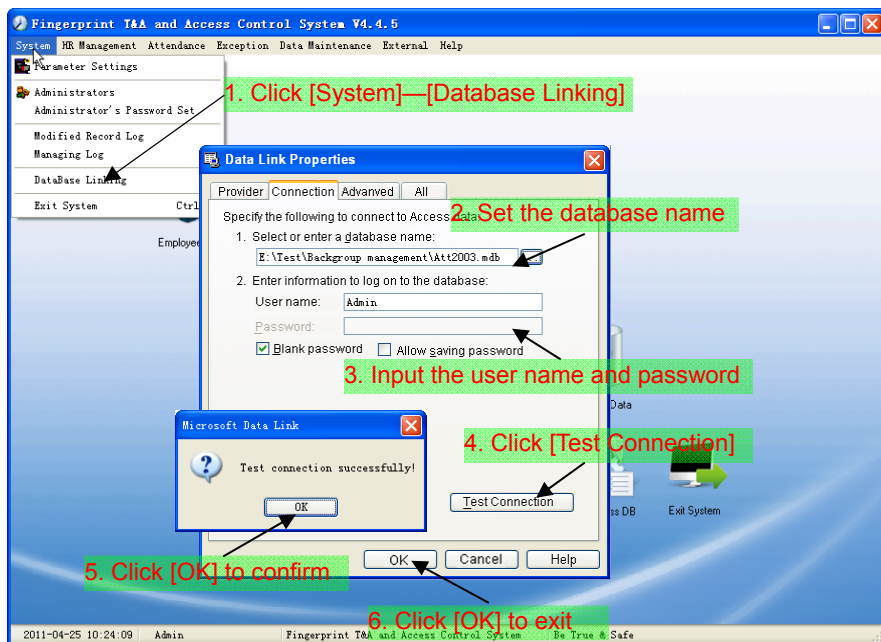 Fingerprint T&A and Access Control System V4.4.5
System HR Management Attendance Exception Data Maintenance External Help
Parameter Settings
Administrators
Administrator's Password Set
Modified Record Log
Managing Log
DataBase Linking
Exit System Ctrl
1. Click [System]—[Database Linking]
Employee
Data Link Properties
Provider Connection Advanved All
Specify the following to connect to Access data:
2. Set the database name
1. Select or enter a database name:
E:\Test\Backgroup management\Att2003.mdb ...
2. Enter information to log on to the database:
User name: Admin
Password:
Blank password Allow saving password
3. Input the user name and password
Data
Microsoft Data Link
Test connection successfully!
OK
4. Click [Test Connection]
Test Connection
ss DB
Exit System
5. Click [OK] to confirm
OK Cancel Help
6. Click [OK] to exit
2011-04-25 10:24:09 Admin Fingerprint T&A and Access Control System Be True & Safe